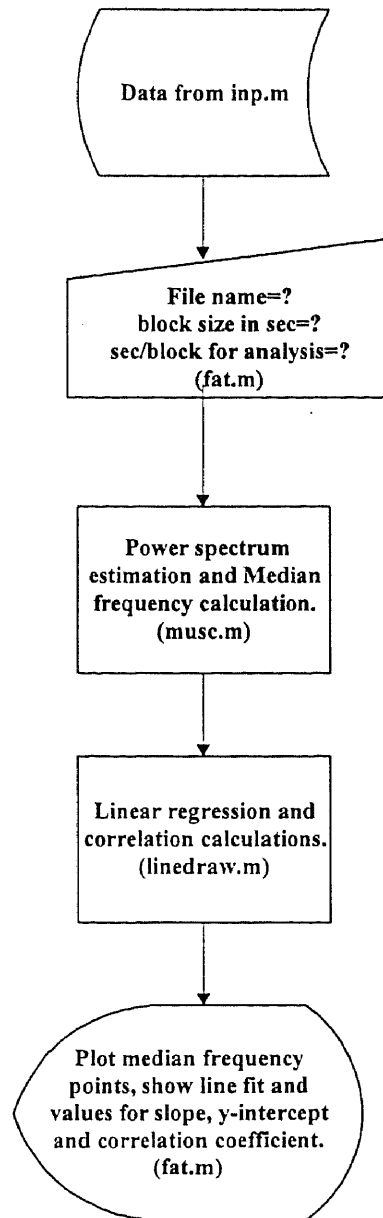 Data from inp.m
File name=?
block size in sec=?
sec/block for analysis=?
(fat.m)
Power spectrum
estimation and Median
frequency calculation.
(musc.m)
Linear regression and
correlation calculations.
(linedraw.m)
Plot median frequency
points, show line fit and
values for slope, y-intercept
and correlation coefficient.
(fat.m)